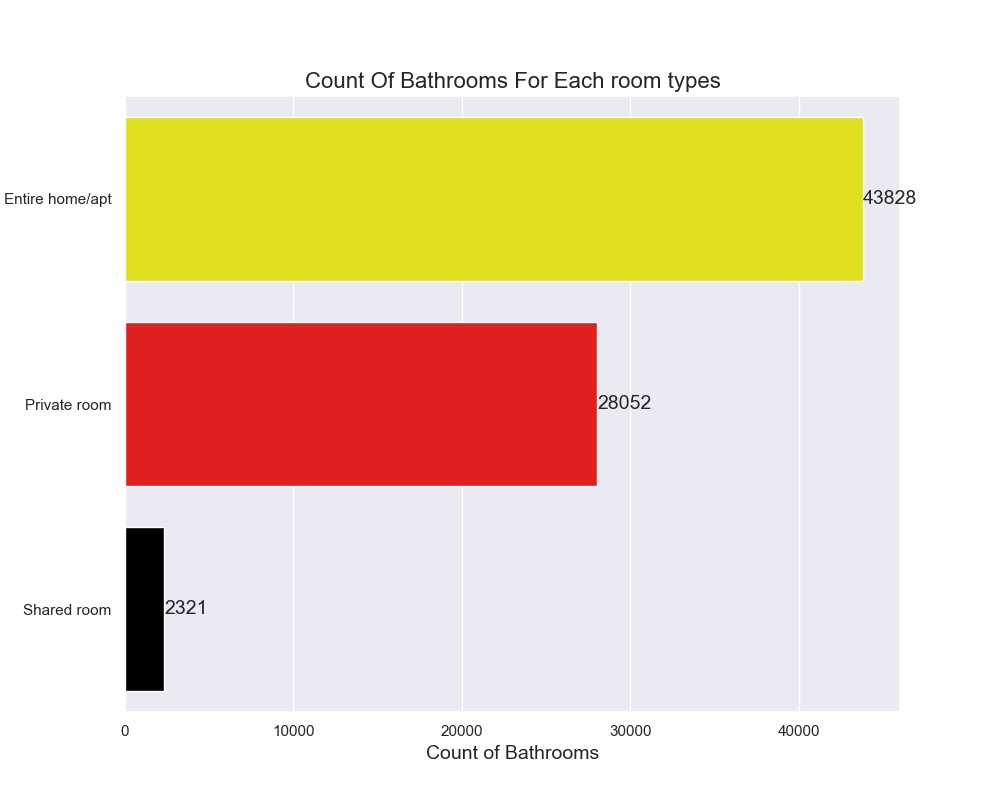 Count Of Bathrooms For Each room types
Entire home/apt
43828
Private room
28052
Shared room
2321
0 10000 20000 30000 40000
Count of Bathrooms